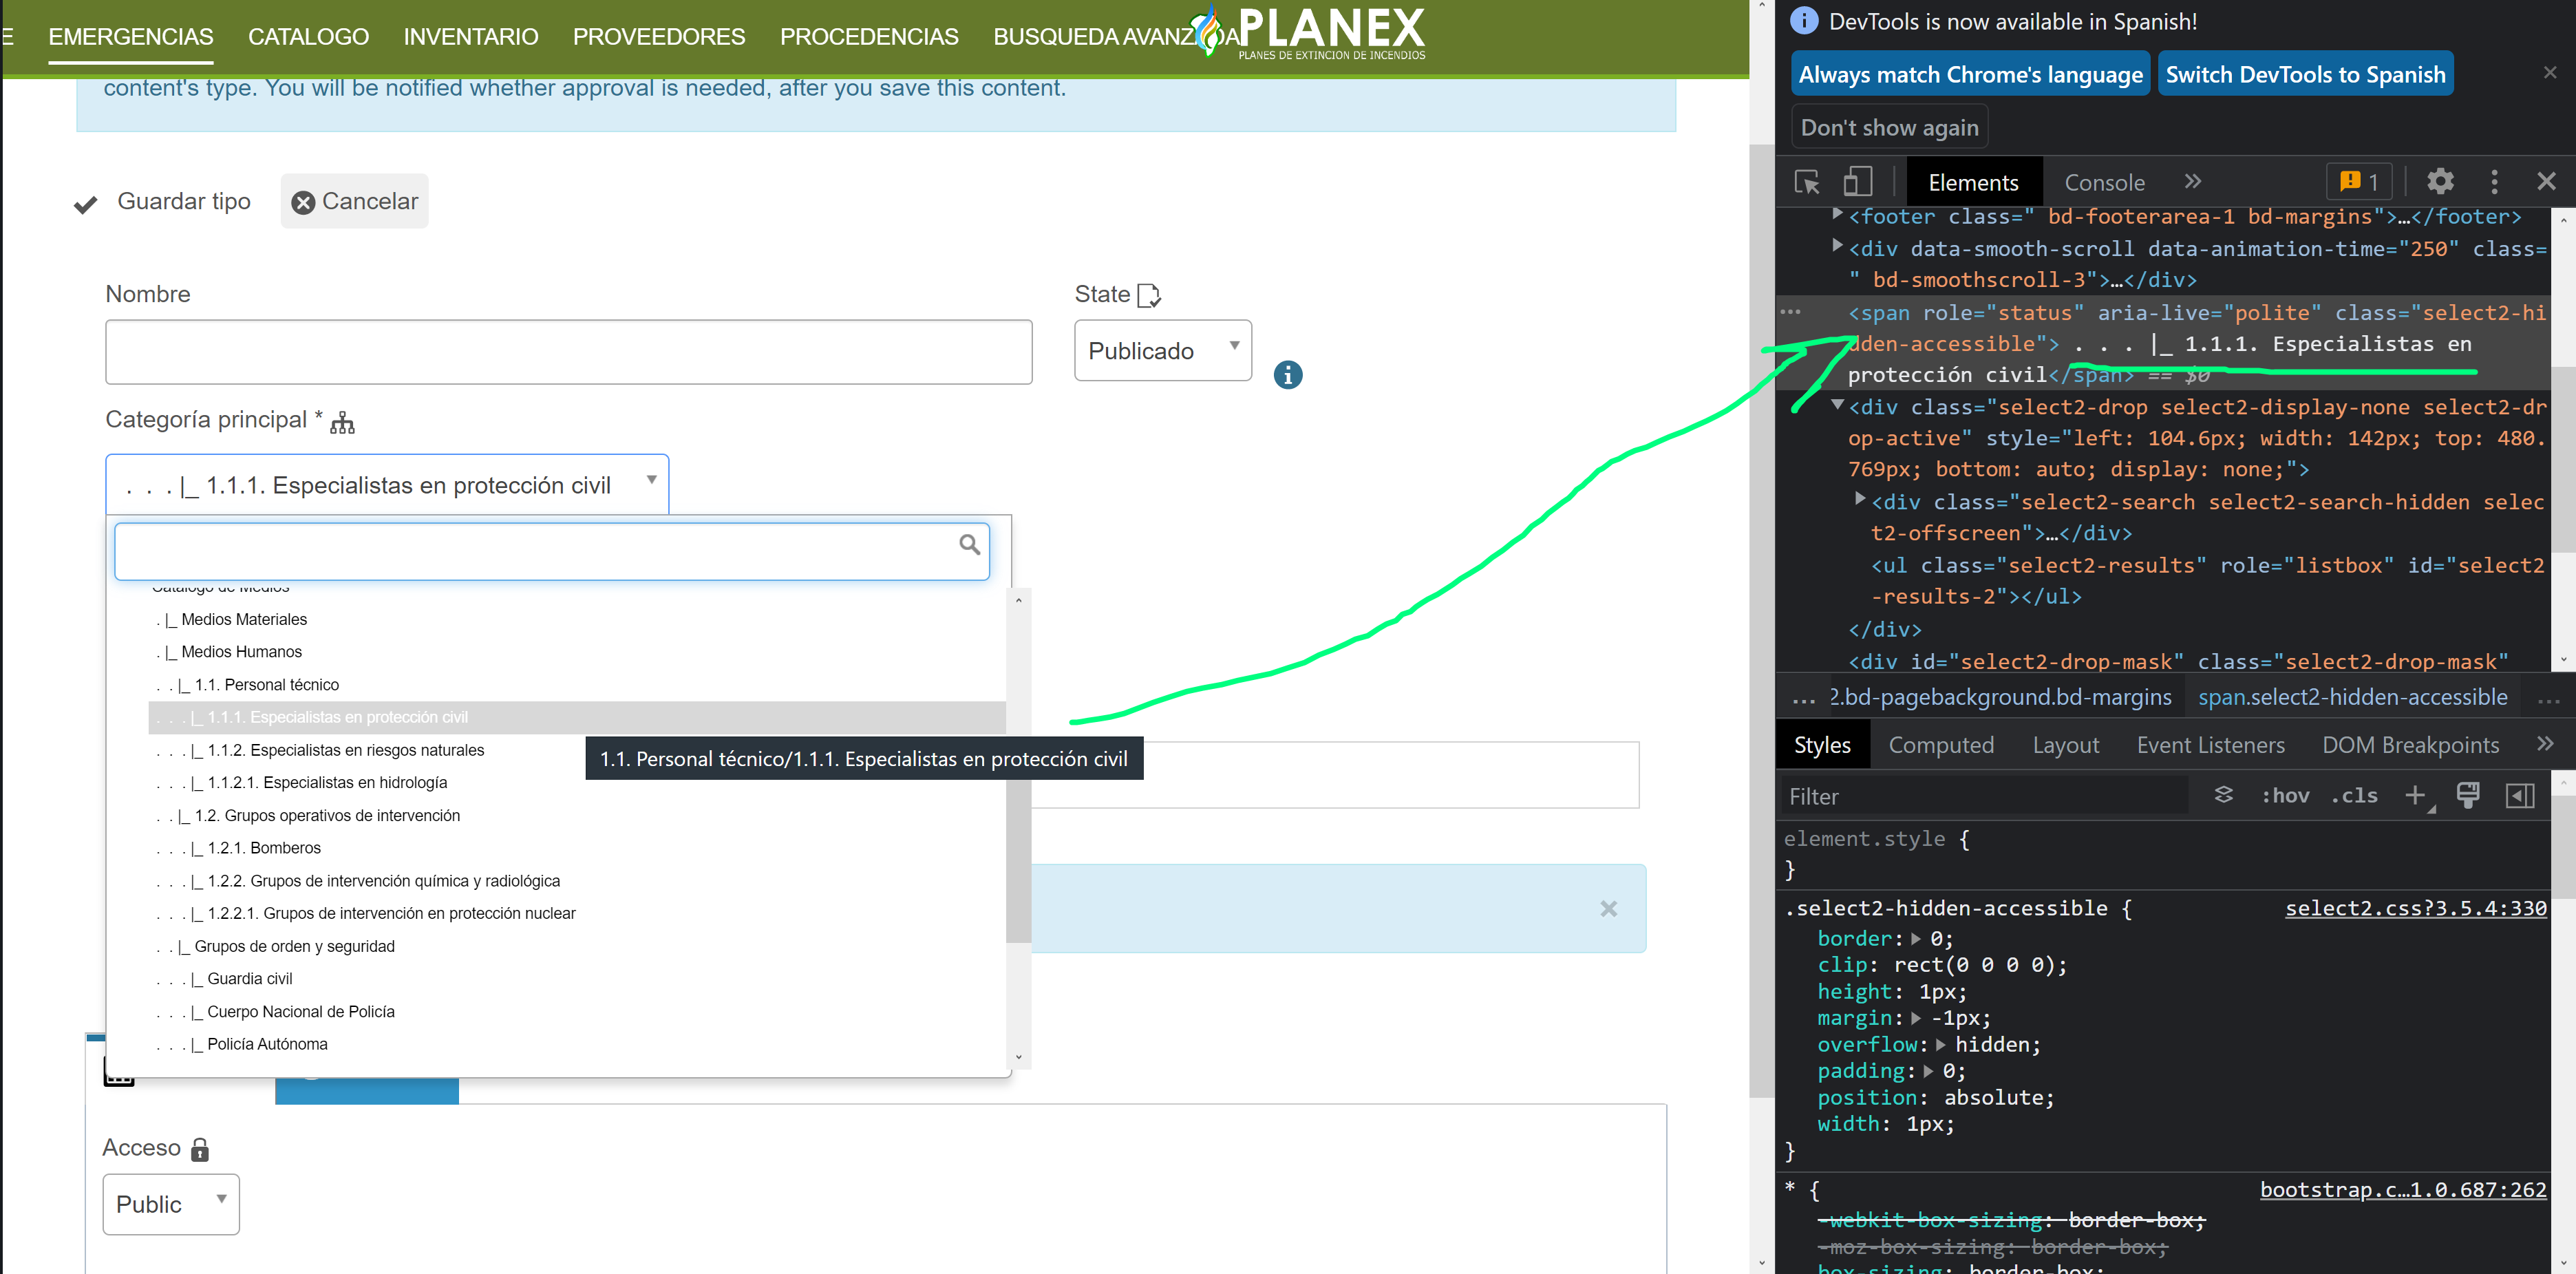 E EMERGENCIAS CATALOGO INVENTARIO PROVEEDORES PROCEDENCIAS BUSQUEDA AVANZ DA
PLANEX
PLANES DE EXTINCION DE INCENDIOS
content's type. You will be notified whether approval is needed, after you save this content.
Guardar tipo
Cancelar
Nombre
State
Publicado
Categoría principal *
. . . |_ 1.1.1. Especialistas en protección civil
Catálogo de Medios
. |_ Medios Materiales
. |_ Medios Humanos
. . |_ 1.1. Personal técnico
. . . |_ 1.1.1. Especialistas en protección civil
. . . |_ 1.1.2. Especialistas en riesgos naturales
1.1. Personal técnico/1.1.1. Especialistas en protección civil
. . . |_ 1.1.2.1. Especialistas en hidrología
. . |_ 1.2. Grupos operativos de intervención
. . . |_ 1.2.1. Bomberos
. . . |_ 1.2.2. Grupos de intervención química y radiológica
. . . |_ 1.2.2.1. Grupos de intervención en protección nuclear
. . |_ Grupos de orden y seguridad
. . . |_ Guardia civil
. . . |_ Cuerpo Nacional de Policía
. . . |_ Policía Autónoma
Acceso
Public
DevTools is now available in Spanish!
Always match Chrome's language
Switch DevTools to Spanish
Don't show again
Elements Console 1
<footer class=" bd-footerarea-1 bd-margins">…</footer>
<div data-smooth-scroll data-animation-time="250" class=
" bd-smoothscroll-3">…</div>
<span role="status" aria-live="polite" class="select2-hi
dden-accessible"> . . . |_ 1.1.1. Especialistas en
protección civil</span> == $0
<div class="select2-drop select2-display-none select2-dr
op-active" style="left: 104.6px; width: 142px; top: 480.
769px; bottom: auto; display: none;">
<div class="select2-search select2-search-hidden selec
t2-offscreen">…</div>
<ul class="select2-results" role="listbox" id="select2
-results-2"></ul>
</div>
<div id="select2-drop-mask" class="select2-drop-mask"
... 2.bd-pagebackground.bd-margins span.select2-hidden-accessible ...
Styles Computed Layout Event Listeners DOM Breakpoints
Filter :hov .cls
element.style {
}
.select2-hidden-accessible { select2.css?3.5.4:330
border: 0;
clip: rect(0 0 0 0);
height: 1px;
margin: -1px;
overflow: hidden;
padding: 0;
position: absolute;
width: 1px;
}
* { bootstrap.c…1.0.687:262
-webkit-box-sizing: border-box;
-moz-box-sizing: border-box;
box-sizing: border-box;